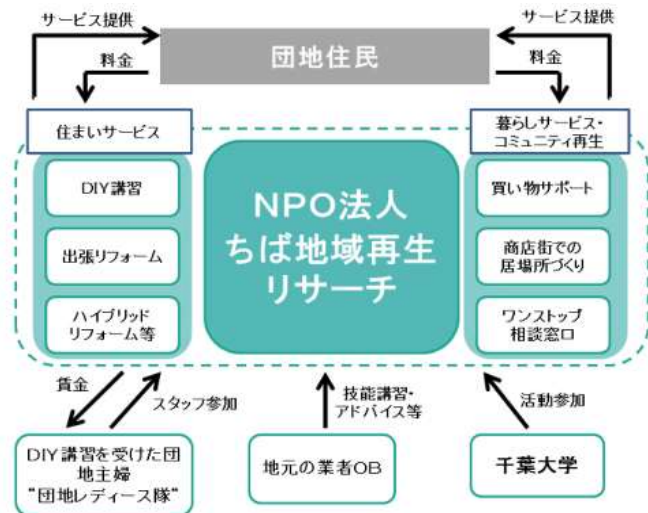 サービス提供
サービス提供
団地住民
料金
料金
住まいサービス
暮らしサービス・
コミュニティ再生
DIY講習
出張リフォーム
ハイブリッド
リフォーム等
NPO法人
ちば地域再生
リサーチ
買い物サポート
商店街での
居場所づくり
ワンストップ
相談窓口
賃金
スタッフ参加
技能講習・
アドバイス等
活動参加
DIY講習を受けた団
地主婦
“団地レディース隊”
地元の業者OB
千葉大学